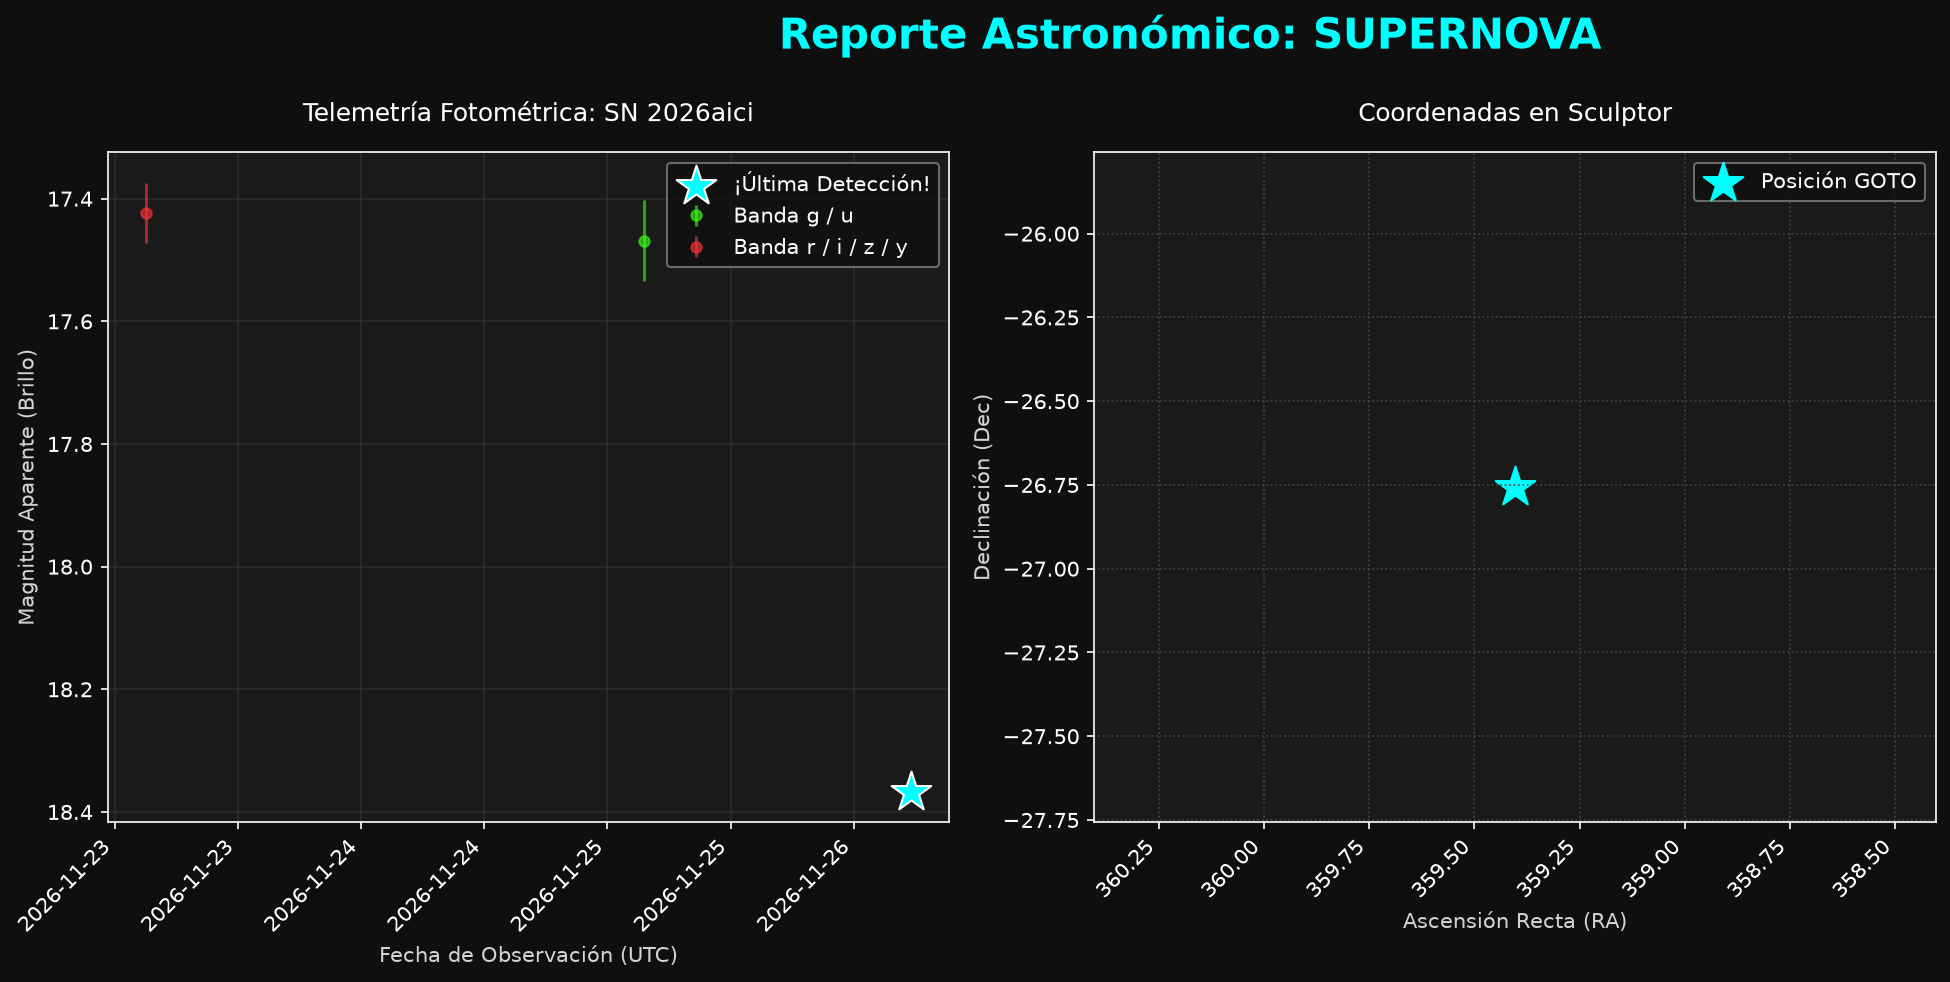 Reporte Astronómico: SUPERNOVA
Telemetría Fotométrica: SN 2026aici
¡Última Detección!
Banda g / u
Banda r / i / z / y
Magnitud Aparente (Brillo)
17.4
17.6
17.8
18.0
18.2
18.4
2026-11-23
2026-11-23
2026-11-24
2026-11-24
2026-11-25
2026-11-25
2026-11-26
Fecha de Observación (UTC)
Coordenadas en Sculptor
Posición GOTO
Declinación (Dec)
−26.00
−26.25
−26.50
−26.75
−27.00
−27.25
−27.50
−27.75
360.25
360.00
359.75
359.50
359.25
359.00
358.75
358.50
Ascensión Recta (RA)